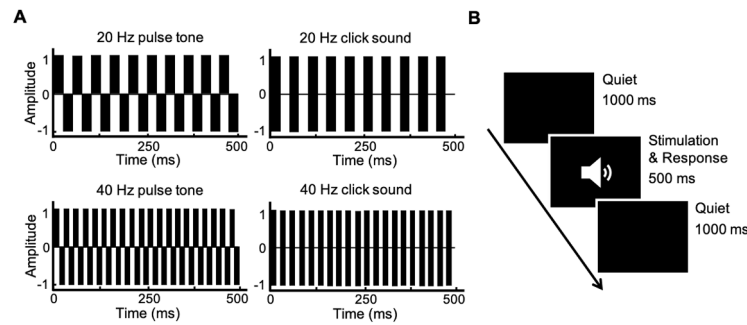 A
20 Hz pulse tone
Amplitude
1
0
-1
0
250
500
Time (ms)
20 Hz click sound
1
0
-1
0
250
500
Time (ms)
40 Hz pulse tone
Amplitude
1
0
-1
0
250
500
Time (ms)
40 Hz click sound
1
0
-1
0
250
500
Time (ms)
B
Quiet
1000 ms
Stimulation
& Response
500 ms
Quiet
1000 ms